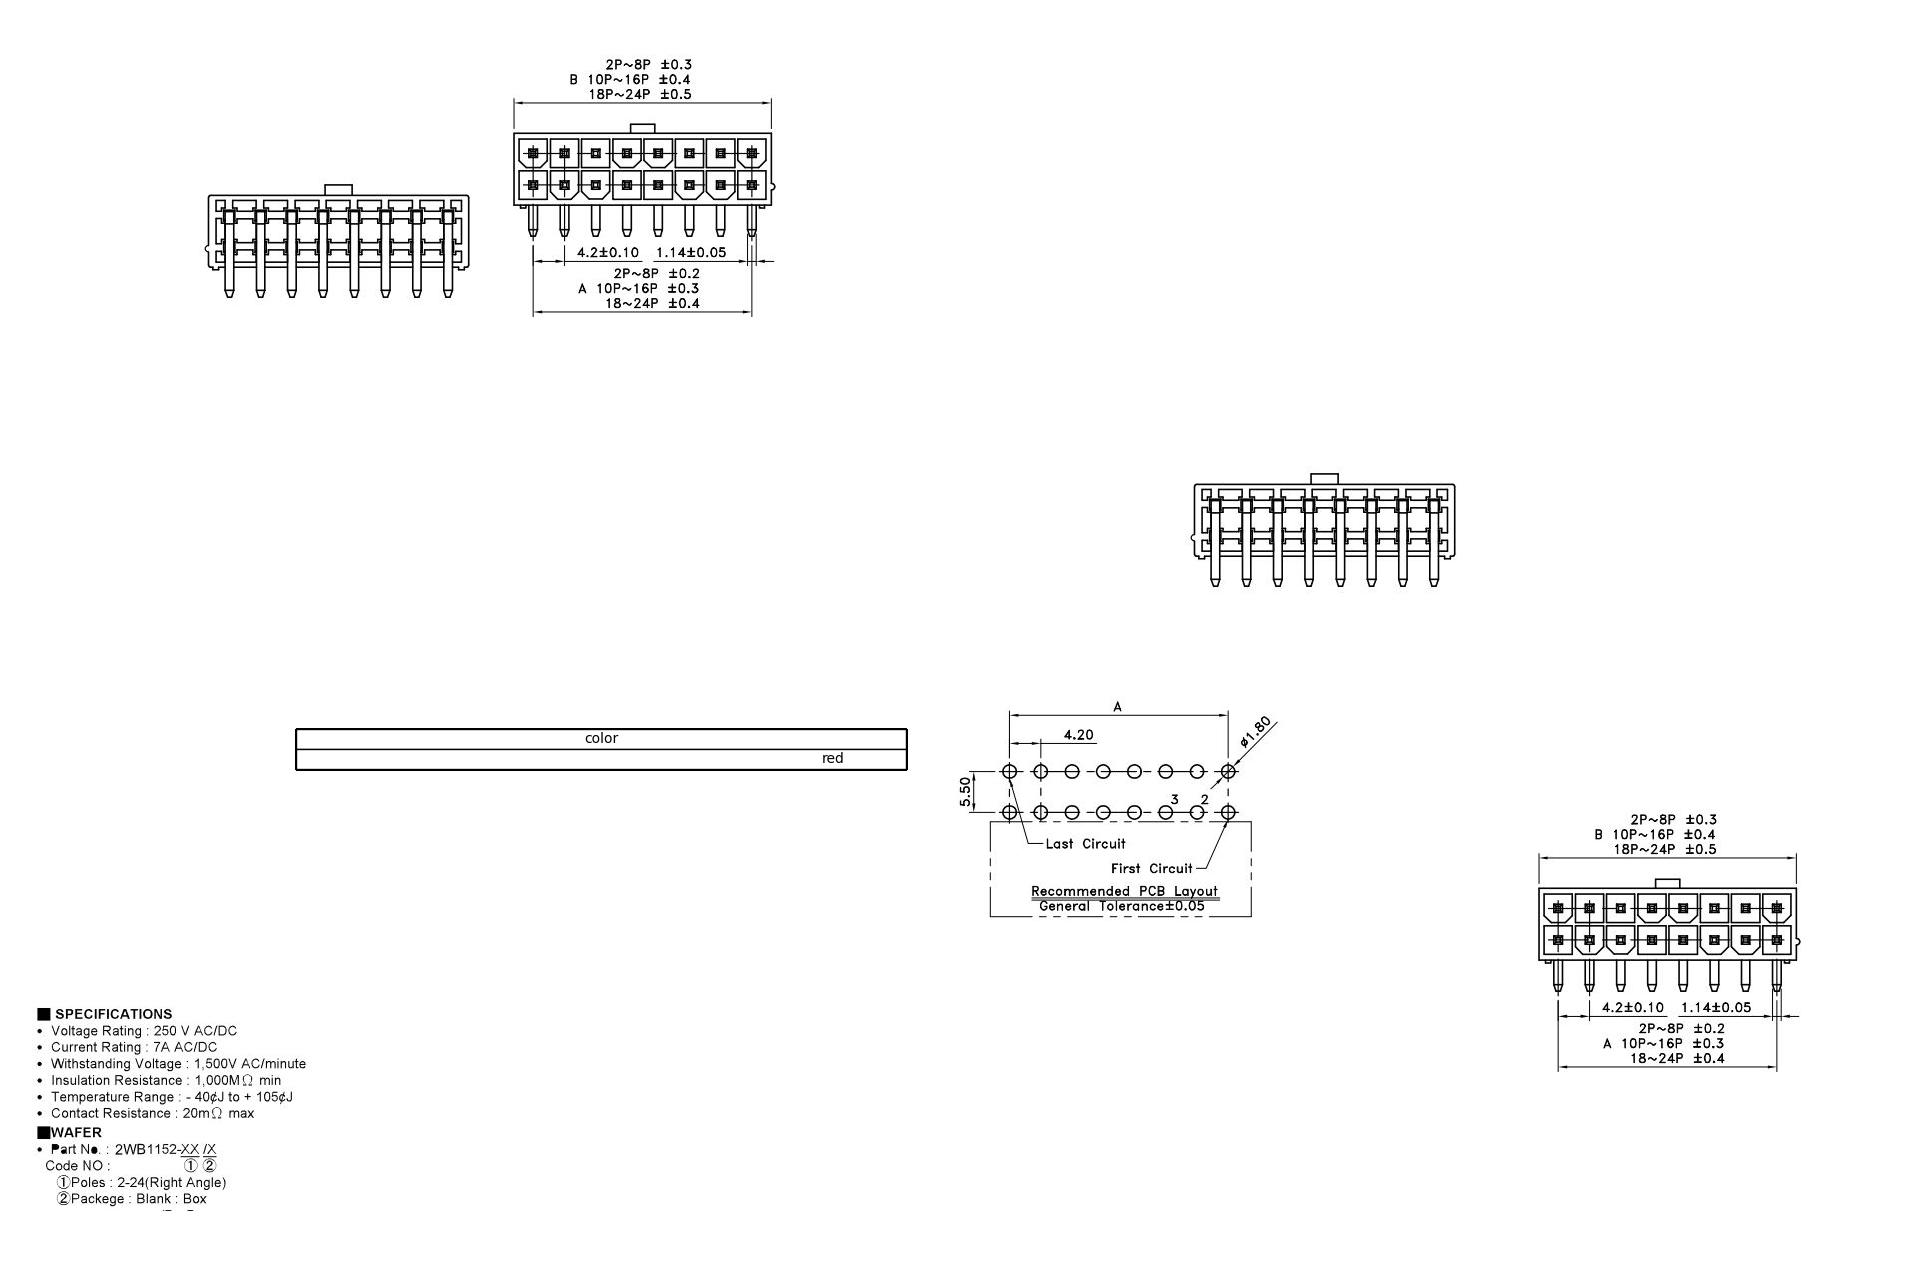 2P~8P ±0.3
B 10P~16P ±0.4
18P~24P ±0.5
4.2±0.10 1.14±0.05
2P~8P ±0.2
A 10P~16P ±0.3
18~24P ±0.4
color
red
A
4.20
ø1.80
5.50
3 2
Last Circuit
First Circuit
Recommended PCB Layout
General Tolerance±0.05
2P~8P ±0.3
B 10P~16P ±0.4
18P~24P ±0.5
4.2±0.10 1.14±0.05
2P~8P ±0.2
A 10P~16P ±0.3
18~24P ±0.4
■ SPECIFICATIONS
• Voltage Rating : 250 V AC/DC
• Current Rating : 7A AC/DC
• Withstanding Voltage : 1,500V AC/minute
• Insulation Resistance : 1,000MΩ min
• Temperature Range : - 40¢J to + 105¢J
• Contact Resistance : 20mΩ max
■WAFER
• Part No. : 2WB1152-XX /X
Code NO : ① ②
①Poles : 2-24(Right Angle)
②Packege : Blank : Box